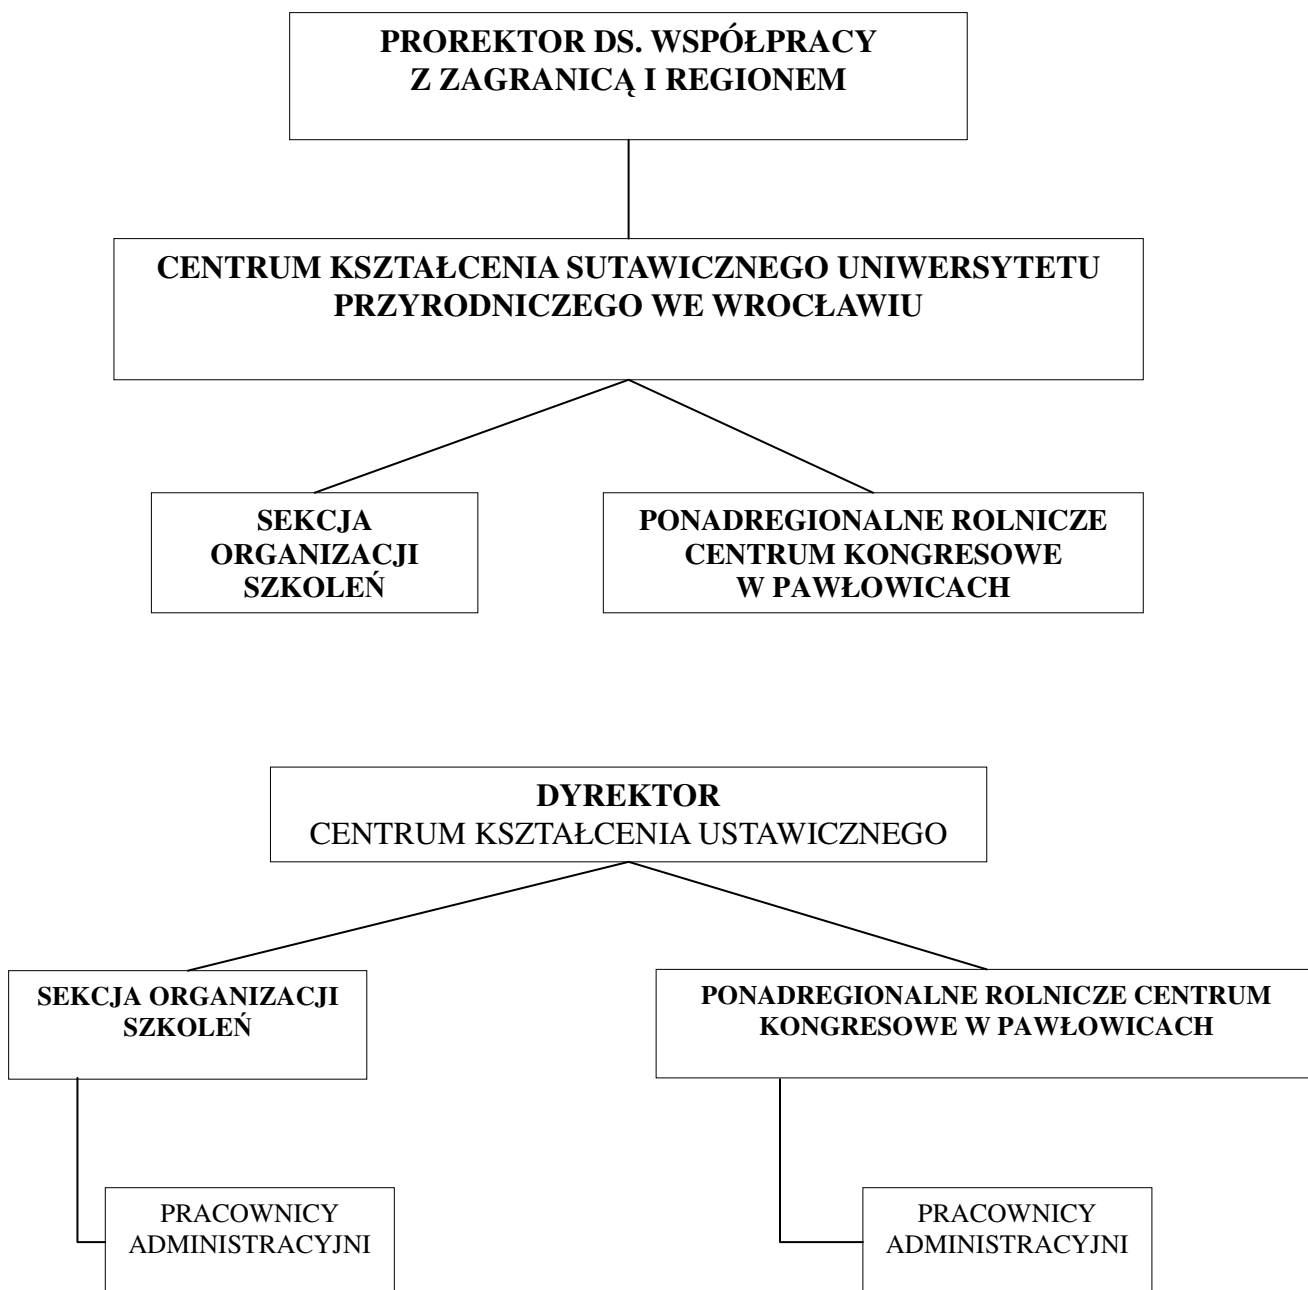 PROREKTOR DS. WSPÓŁPRACY
Z ZAGRANICĄ I REGIONEM
CENTRUM KSZTAŁCENIA SUTAWICZNEGO UNIWERSYTETU
PRZYRODNICZEGO WE WROCŁAWIU
SEKCJA
ORGANIZACJI
SZKOLEŃ
PONADREGIONALNE ROLNICZE
CENTRUM KONGRESOWE
W PAWŁOWICACH
DYREKTOR
CENTRUM KSZTAŁCENIA USTAWICZNEGO
SEKCJA ORGANIZACJI
SZKOLEŃ
PONADREGIONALNE ROLNICZE CENTRUM
KONGRESOWE W PAWŁOWICACH
PRACOWNICY
ADMINISTRACYJNI
PRACOWNICY
ADMINISTRACYJNI